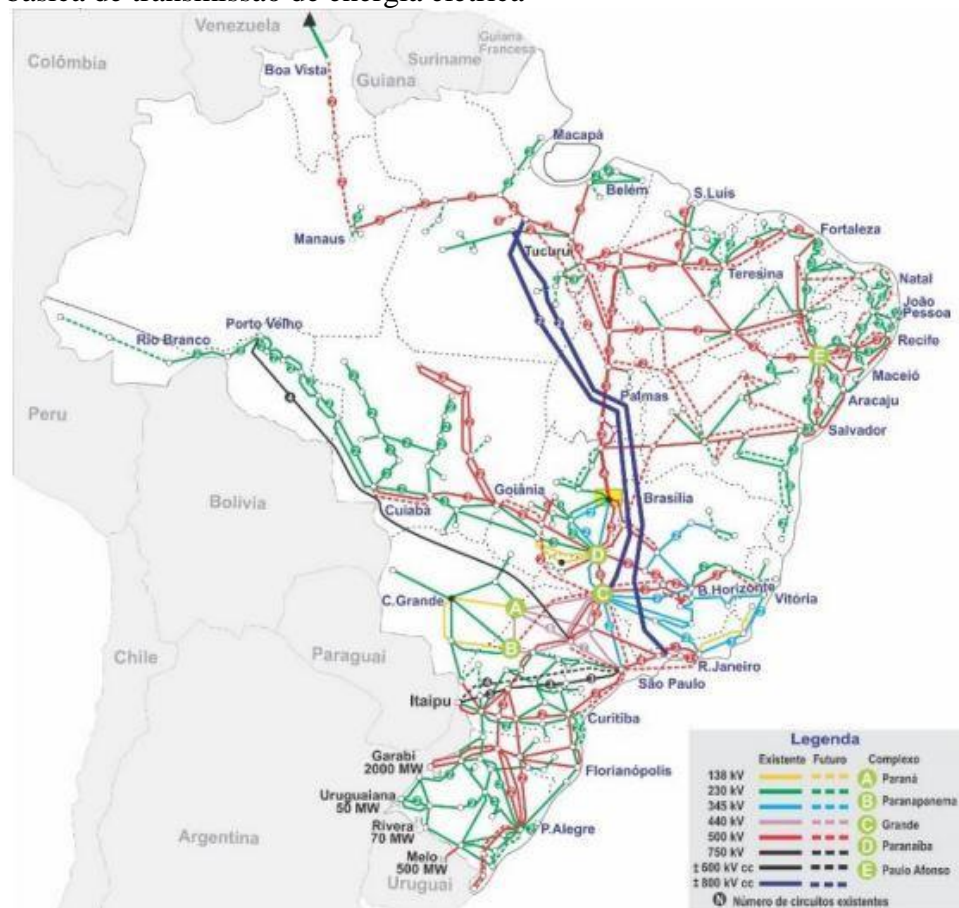 básica de transmissão de energia elétrica
Venezuela
Colômbia
Boa Vista
Guiana
Suriname
Guiana
Francesa
Macapá
Belém
S.Luis
Manaus
Tucuruí
Teresina
Fortaleza
Natal
João
Pessoa
Recife
Maceió
Aracaju
Salvador
Porto Velho
Rio Branco
Peru
Palmas
Bolivia
Cuiabá
Goiânia
Brasília
B.Horizonte
Vitória
C.Grande
Chile
Paraguai
R.Janeiro
São Paulo
Itaipu
Curitiba
Garabi
2000 MW
Florianópolis
Uruguaiana
50 MW
Rivera
70 MW
P.Alegre
Melo
500 MW
Argentina
Uruguai
A
B
C
D
E
Legenda
Existente Futuro Complexo
138 kV A Paraná
230 kV
345 kV B Paranapanema
440 kV C Grande
500 kV
750 kV D Paranaíba
± 600 kV cc E Paulo Afonso
± 800 kV cc
N Número de circuitos existentes